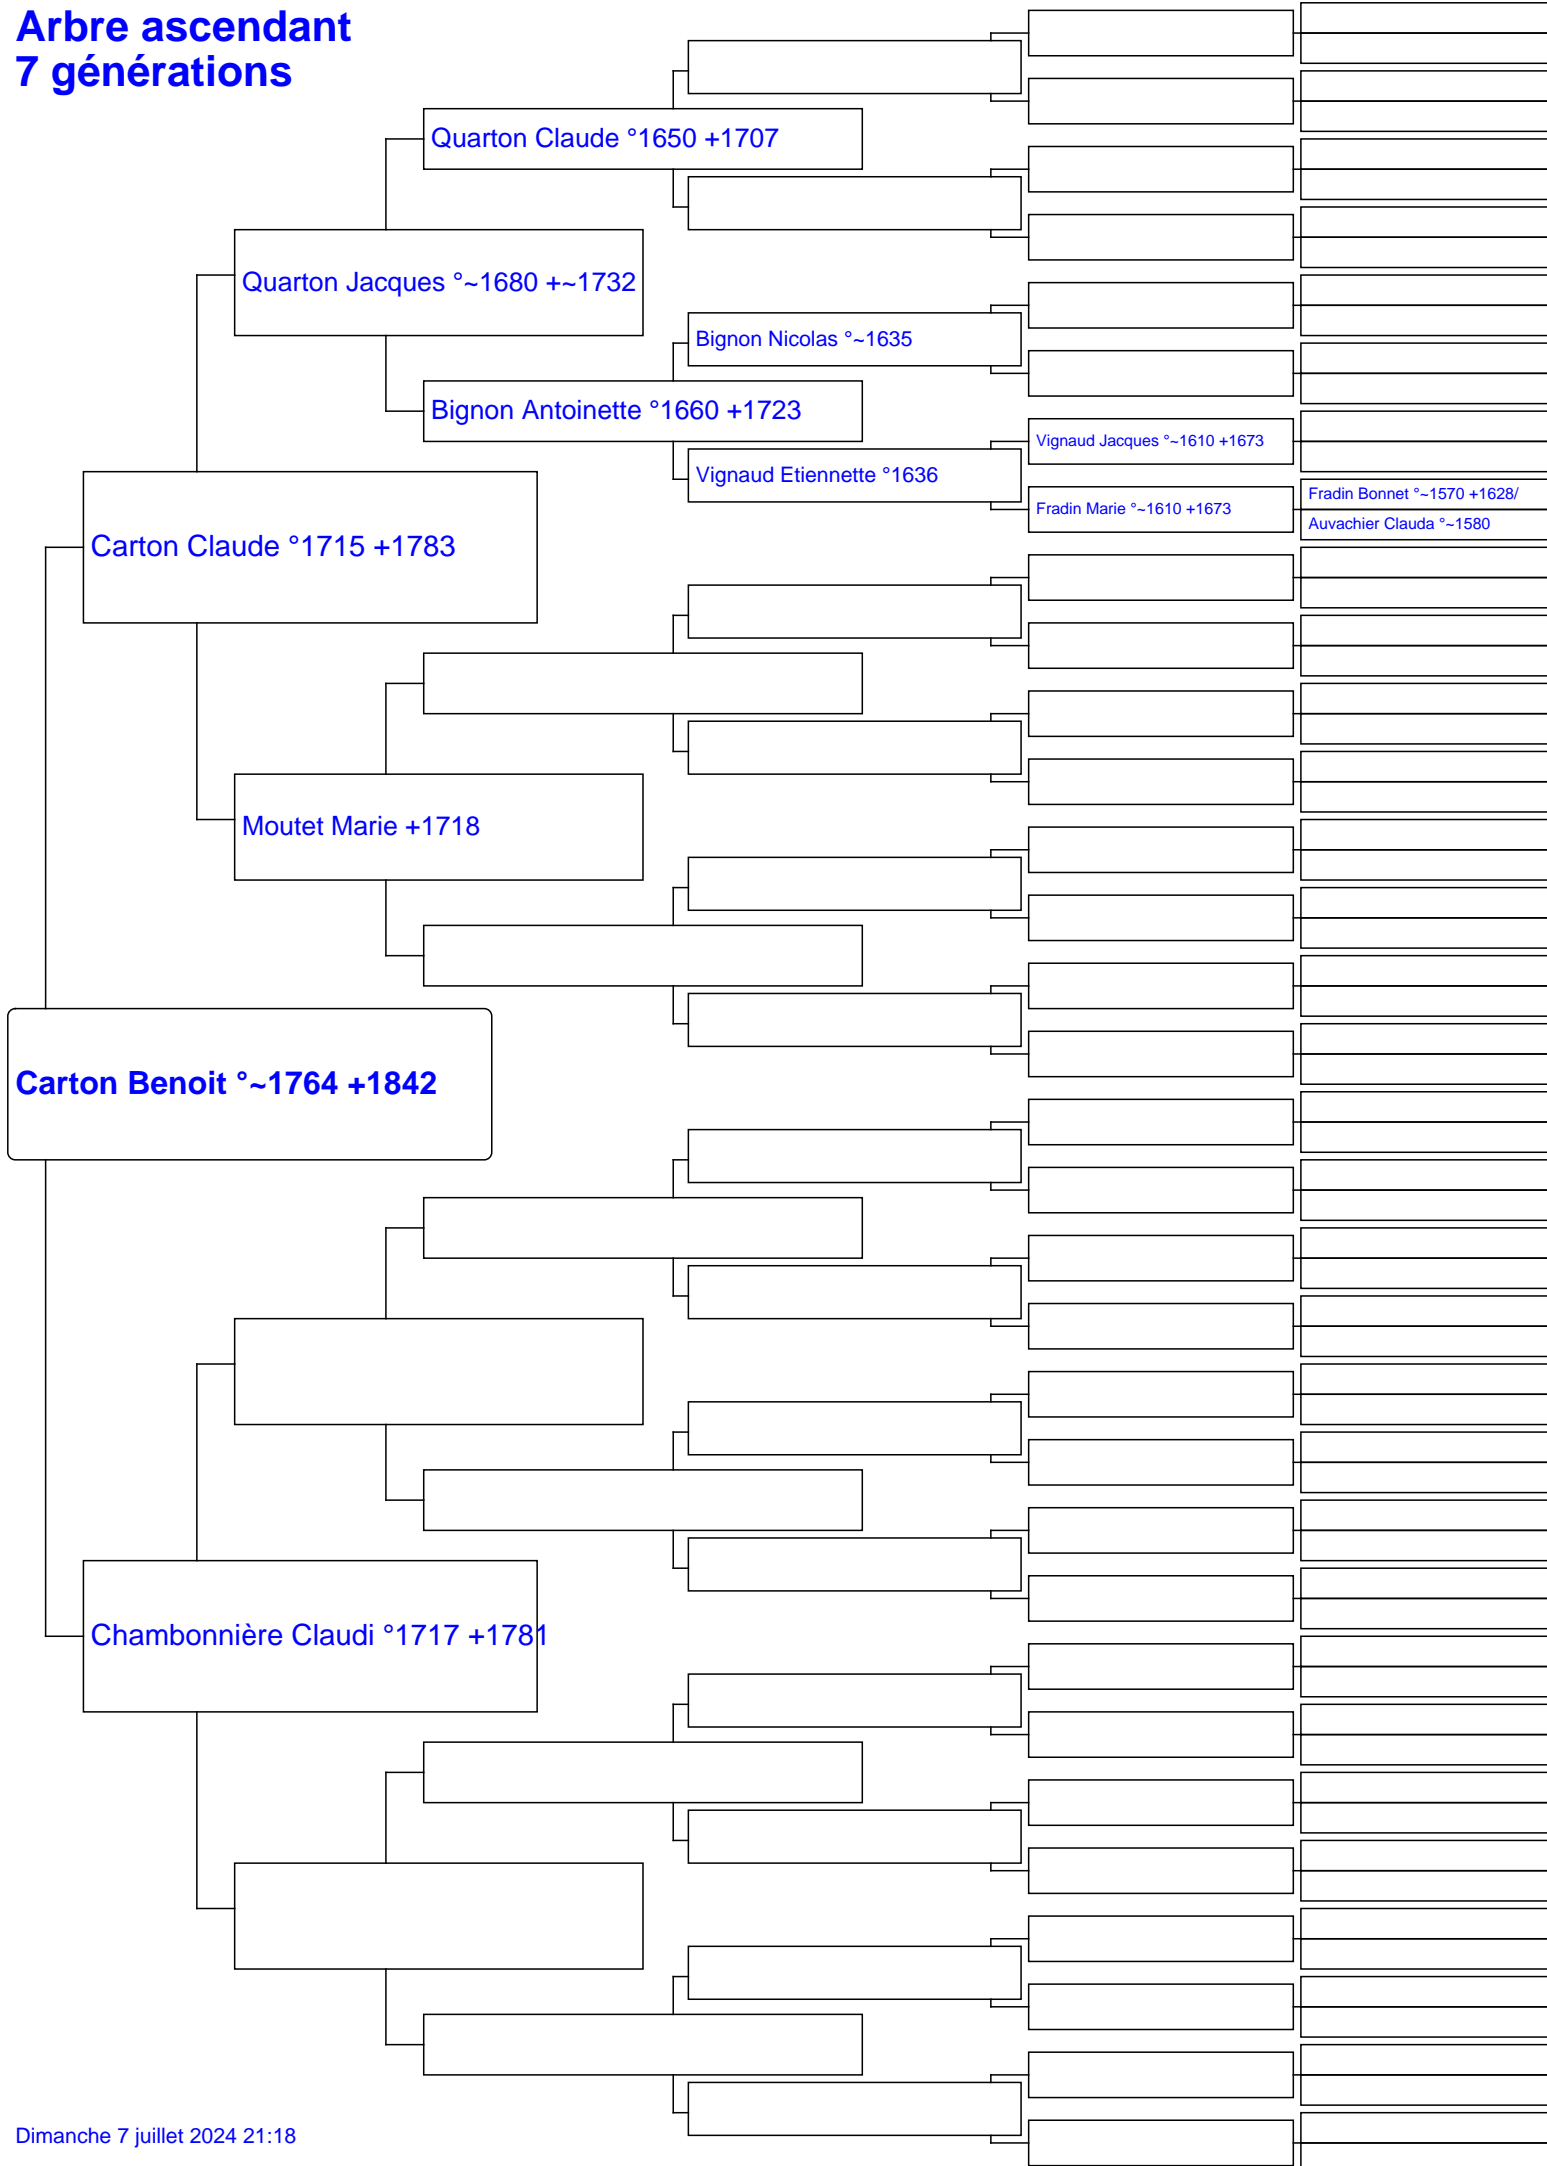 Arbre ascendant
7 générations
Quarton Claude °1650 +1707
Quarton Jacques °~1680 +~1732
Bignon Nicolas °~1635
Bignon Antoinette °1660 +1723
Vignaud Jacques °~1610 +1673
Vignaud Etiennette °1636
Fradin Bonnet °~1570 +1628/
Fradin Marie °~1610 +1673
Auvachier Clauda °~1580
Carton Claude °1715 +1783
Moutet Marie +1718
Carton Benoit °~1764 +1842
Chambonnière Claudi °1717 +1781
Dimanche 7 juillet 2024 21:18